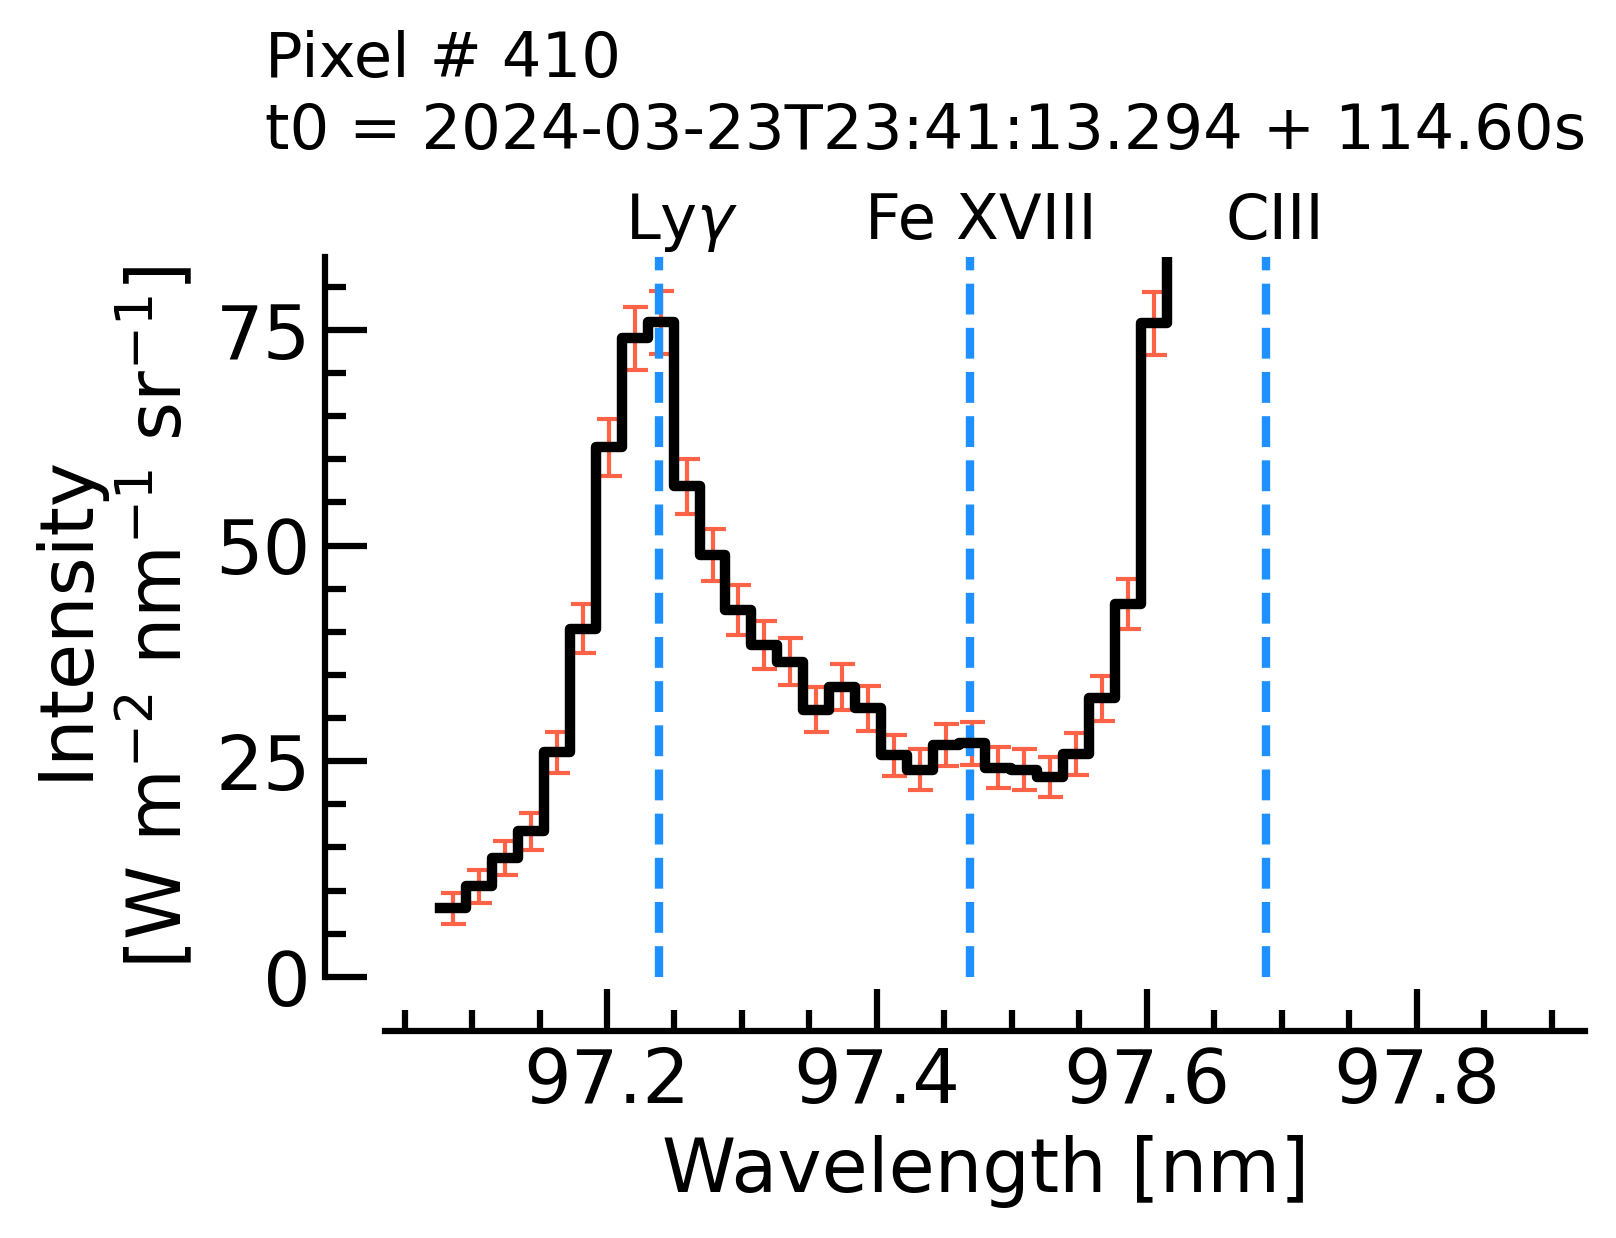 Pixel # 410
t0 = 2024-03-23T23:41:13.294 + 114.60s
Lyγ Fe XVIII CIII
Intensity
[W m⁻² nm⁻¹ sr⁻¹]
75
50
25
0
97.2 97.4 97.6 97.8
Wavelength [nm]